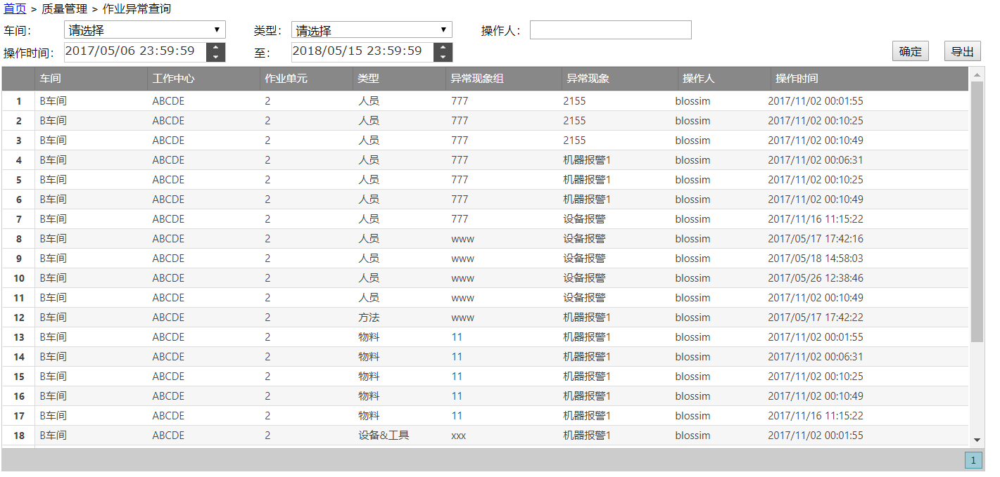 首页 > 质量管理 > 作业异常查询
车间: 请选择 类型: 请选择 操作人:
操作时间: 2017/05/06 23:59:59 至: 2018/05/15 23:59:59 确定 导出
车间 工作中心 作业单元 类型 异常现象组 异常现象 操作人 操作时间
1 B车间 ABCDE 2 人员 777 2155 blossim 2017/11/02 00:01:55
2 B车间 ABCDE 2 人员 777 2155 blossim 2017/11/02 00:10:25
3 B车间 ABCDE 2 人员 777 2155 blossim 2017/11/02 00:10:49
4 B车间 ABCDE 2 人员 777 机器报警1 blossim 2017/11/02 00:06:31
5 B车间 ABCDE 2 人员 777 机器报警1 blossim 2017/11/02 00:10:25
6 B车间 ABCDE 2 人员 777 机器报警1 blossim 2017/11/02 00:10:49
7 B车间 ABCDE 2 人员 777 设备报警 blossim 2017/11/16 11:15:22
8 B车间 ABCDE 2 人员 www 设备报警 blossim 2017/05/17 17:42:16
9 B车间 ABCDE 2 人员 www 设备报警 blossim 2017/05/18 14:58:03
10 B车间 ABCDE 2 人员 www 设备报警 blossim 2017/05/26 12:38:46
11 B车间 ABCDE 2 人员 www 设备报警 blossim 2017/11/02 00:10:49
12 B车间 ABCDE 2 方法 www 机器报警1 blossim 2017/05/17 17:42:22
13 B车间 ABCDE 2 物料 11 机器报警1 blossim 2017/11/02 00:01:55
14 B车间 ABCDE 2 物料 11 机器报警1 blossim 2017/11/02 00:06:31
15 B车间 ABCDE 2 物料 11 机器报警1 blossim 2017/11/02 00:10:25
16 B车间 ABCDE 2 物料 11 机器报警1 blossim 2017/11/02 00:10:49
17 B车间 ABCDE 2 物料 11 机器报警1 blossim 2017/11/16 11:15:22
18 B车间 ABCDE 2 设备&工具 xxx 机器报警1 blossim 2017/11/02 00:01:55
1